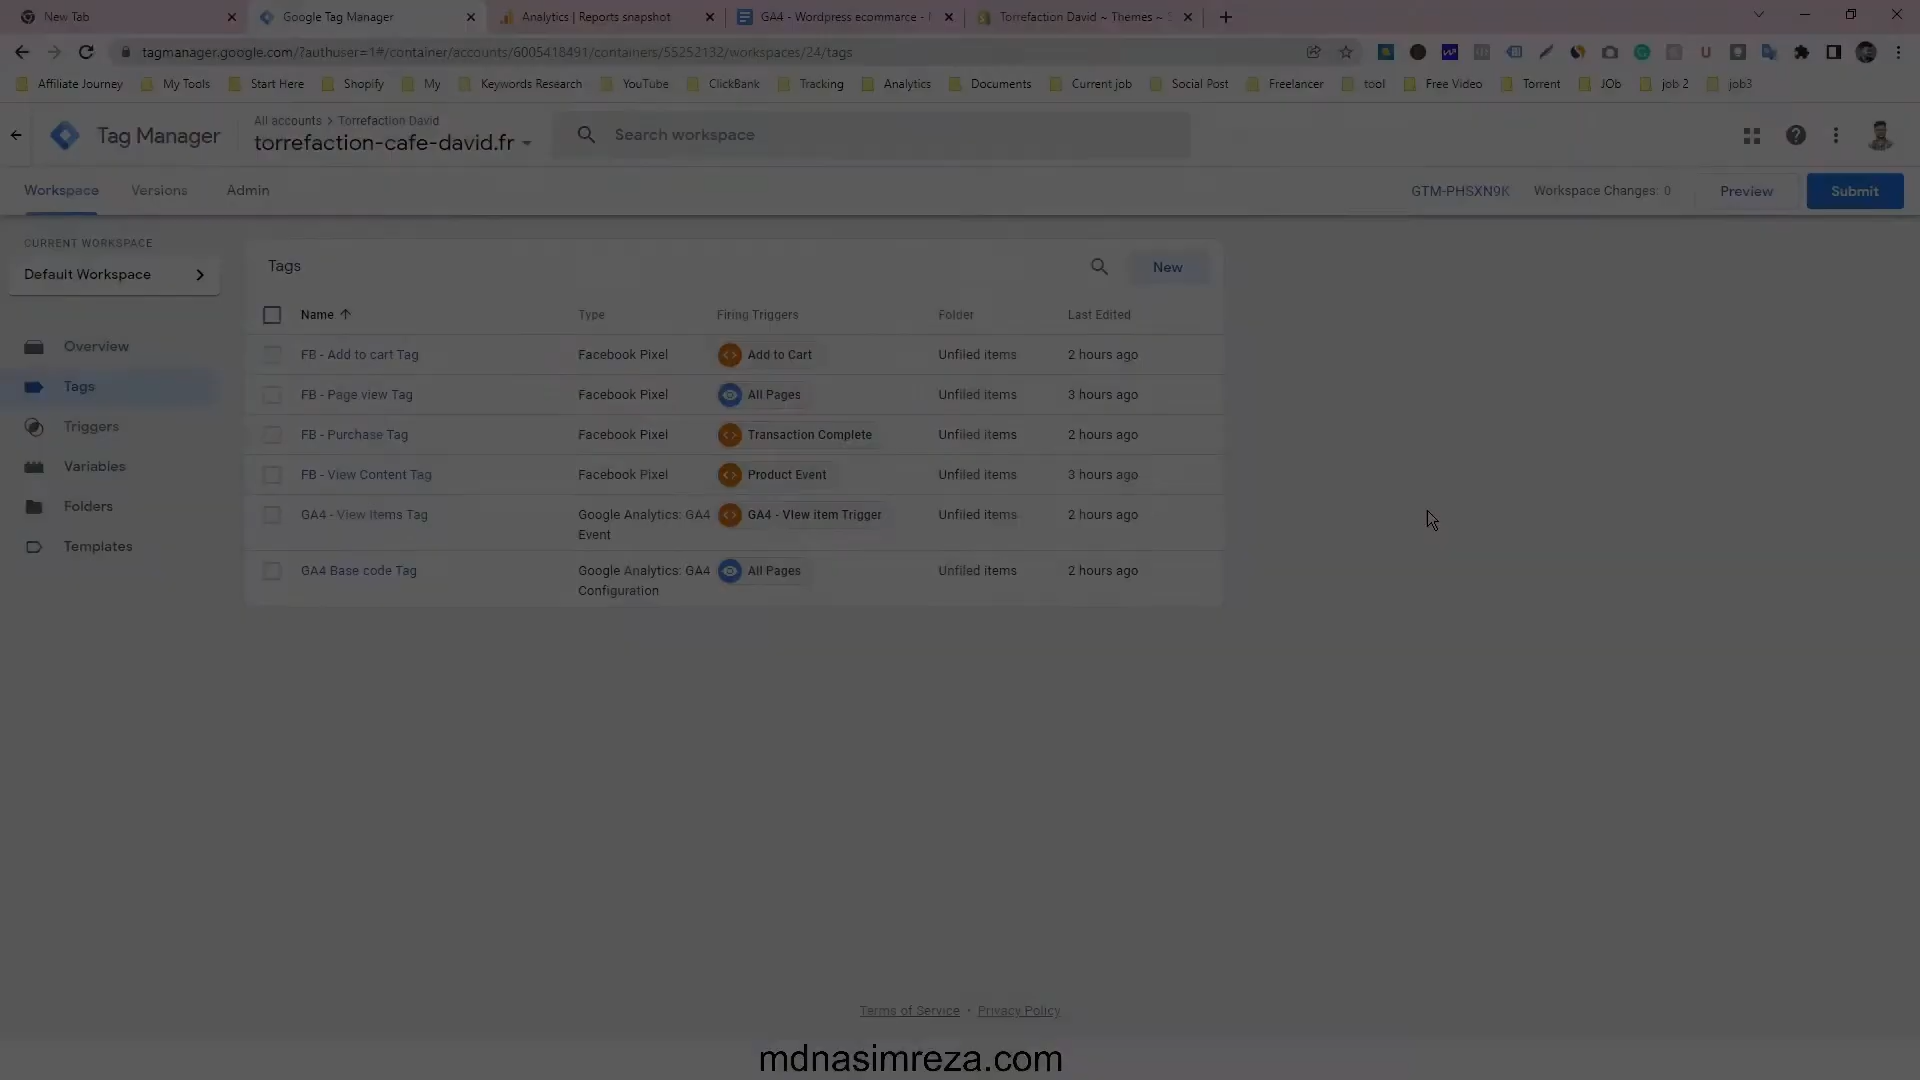 New Tab
Google Tag Manager
Analytics | Reports snapshot
GA4 - Wordpress ecommarce -
Torrefaction David ~ Themes ~
tagmanager.google.com/?authuser=1#/container/accounts/6005418491/containers/55252132/workspaces/24/tags
Affiliate Journey
My Tools
Start Here
Shopify
My
Keywords Research
YouTube
ClickBank
Tracking
Analytics
Documents
Current job
Social Post
Freelancer
tool
Free Video
Torrent
JOb
job 2
job3
Tag Manager
All accounts > Torrefaction David
torrefaction-cafe-david.fr
Search workspace
Workspace
Versions
Admin
GTM-PHSXN9K
Workspace Changes: 0
Preview
Submit
CURRENT WORKSPACE
Default Workspace
Overview
Tags
Triggers
Variables
Folders
Templates
Tags
New
Name
Type
Firing Triggers
Folder
Last Edited
FB - Add to cart Tag
Facebook Pixel
Add to Cart
Unfiled items
2 hours ago
FB - Page view Tag
Facebook Pixel
All Pages
Unfiled items
3 hours ago
FB - Purchase Tag
Facebook Pixel
Transaction Complete
Unfiled items
2 hours ago
FB - View Content Tag
Facebook Pixel
Product Event
Unfiled items
3 hours ago
GA4 - View Items Tag
Google Analytics: GA4
Event
GA4 - VIew item Trigger
Unfiled items
2 hours ago
GA4 Base code Tag
Google Analytics: GA4
Configuration
All Pages
Unfiled items
2 hours ago
Terms of Service · Privacy Policy
mdnasimreza.com